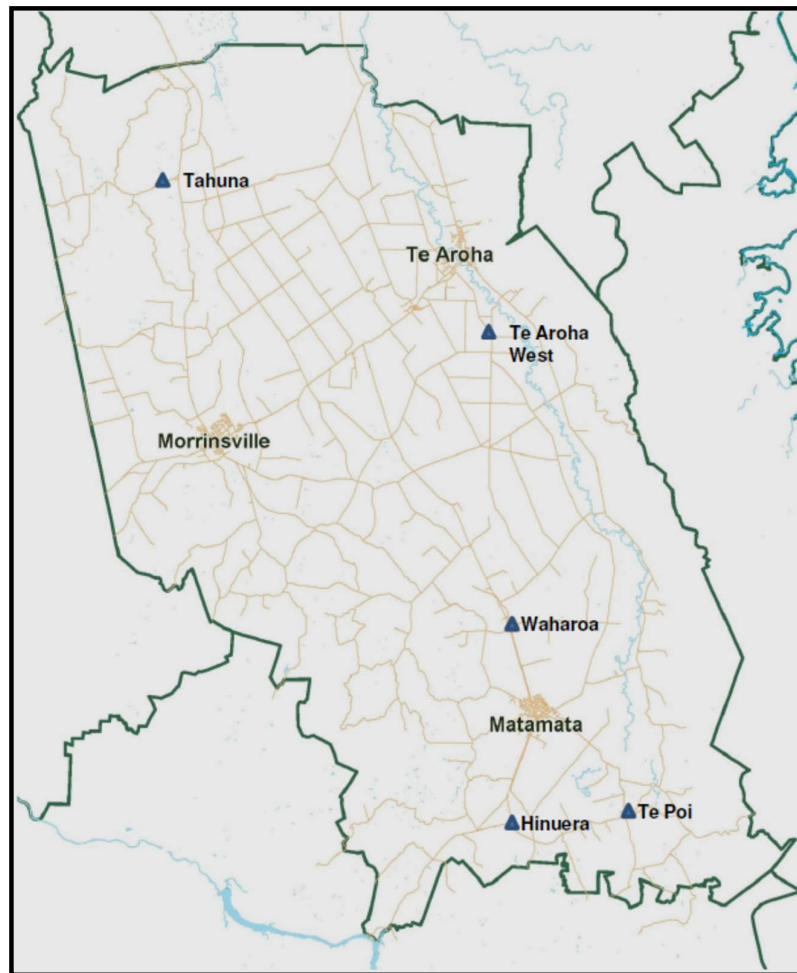 Tahuna
Te Aroha
Te Aroha
West
Morrinsville
Waharoa
Matamata
Te Poi
Hinuera